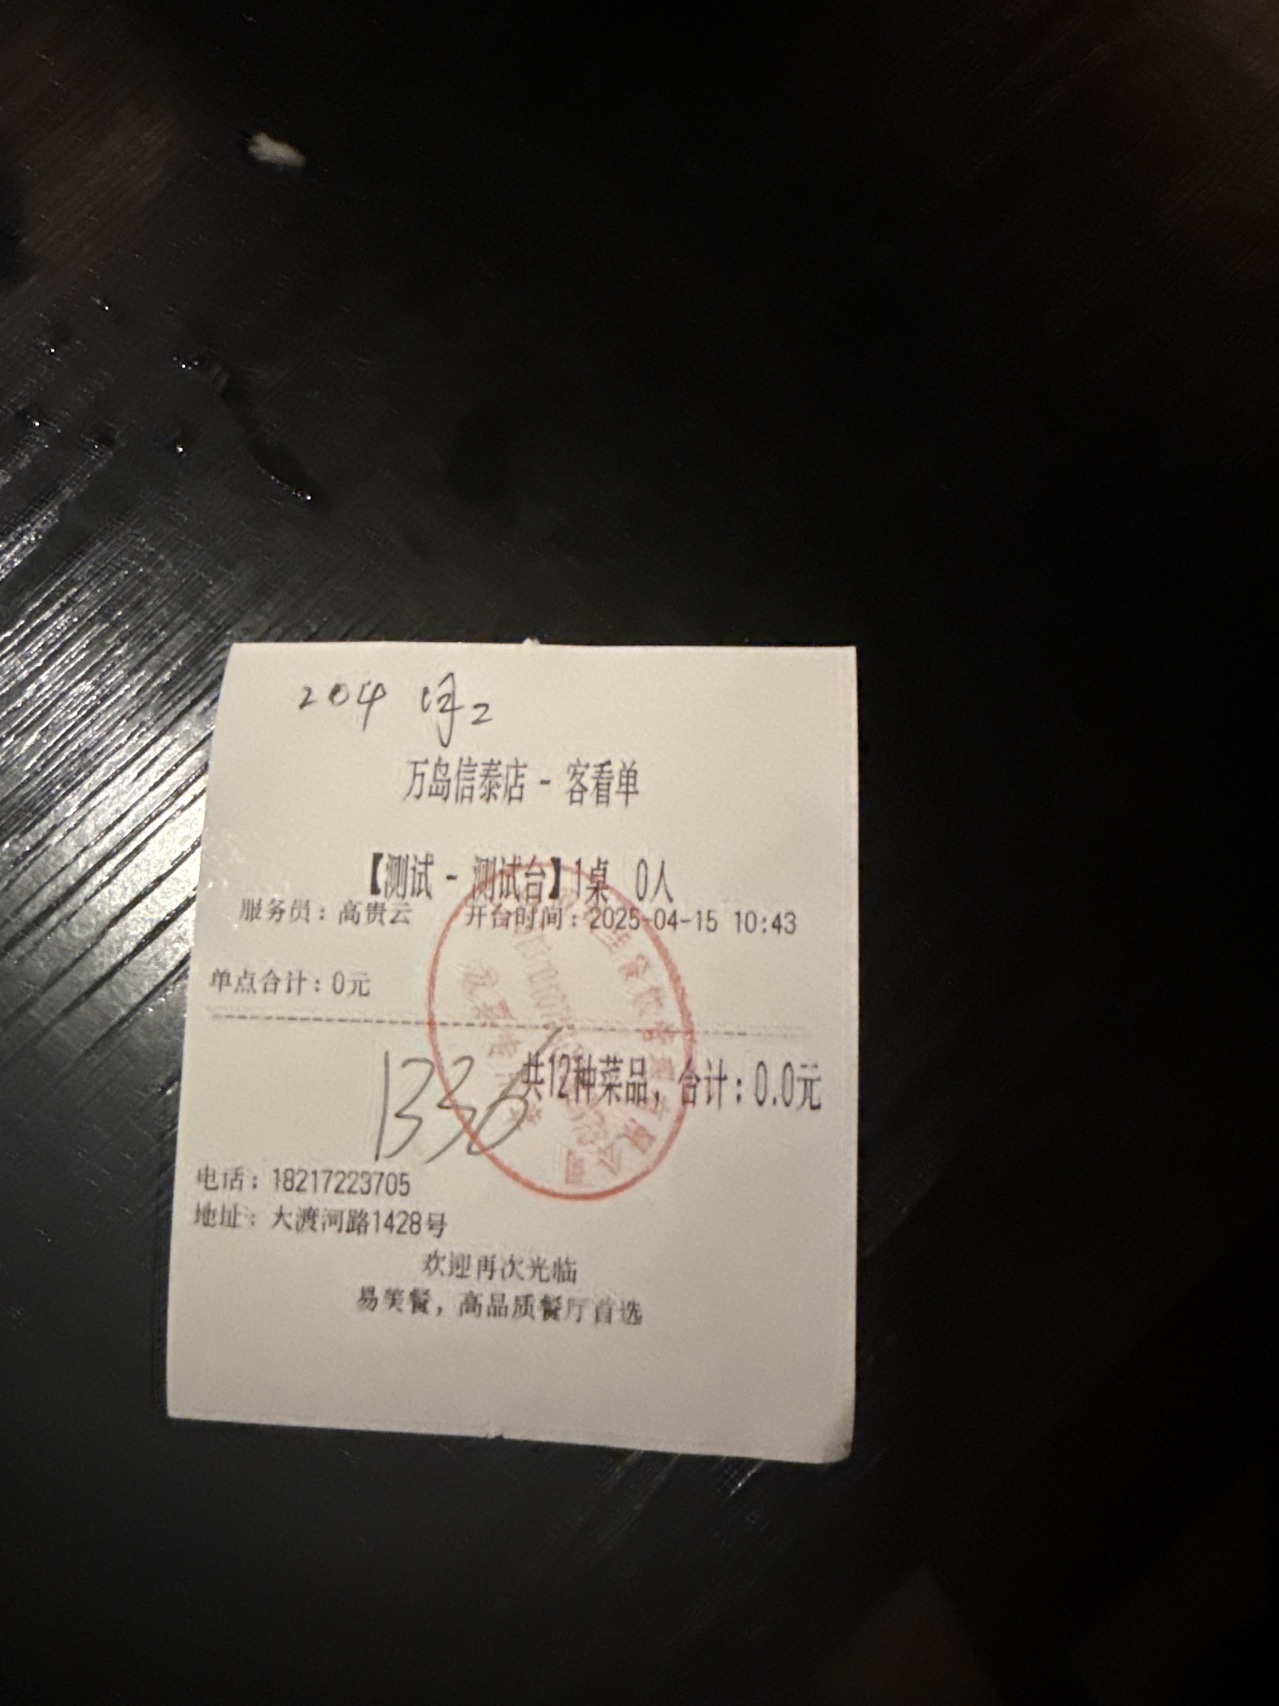 204 
万岛信泰店 - 客看单
【测试 - 测试台】1桌 0人
服务员：高贵云 开台时间：2025-04-15 10:43
单点合计：0元
共12种菜品，合计：0.0元
1336
电话：18217223705
地址：大渡河路1428号
欢迎再次光临
易笑餐，高品质餐厅首选